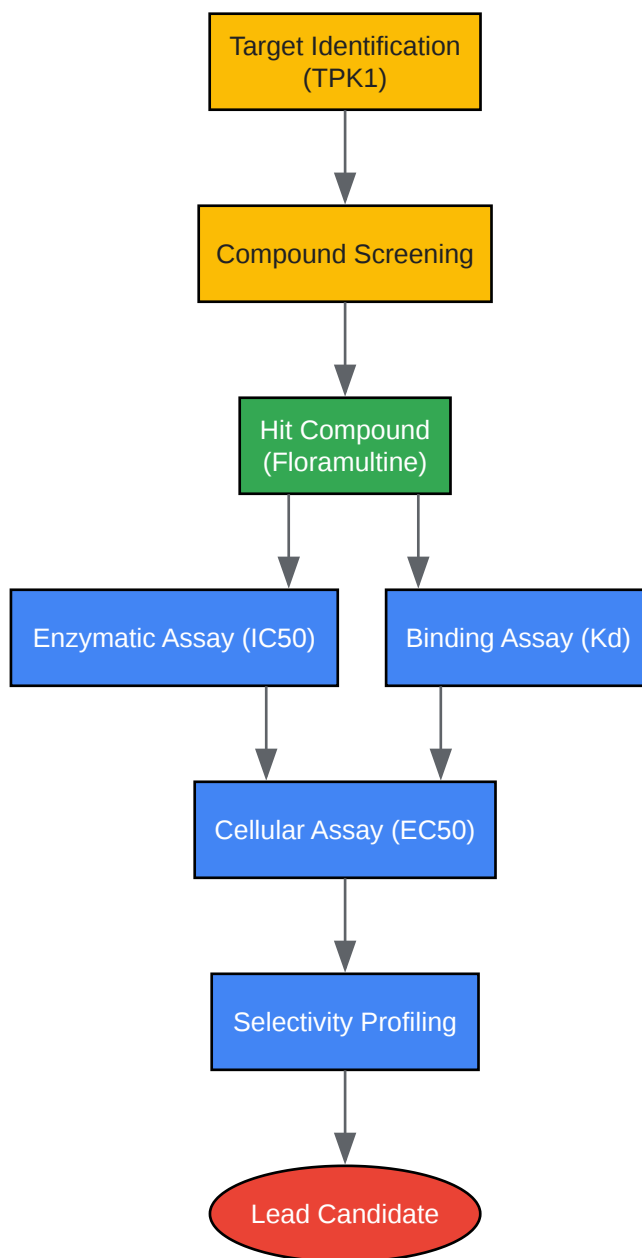 Target Identification
(TPK1)
Compound Screening
Hit Compound
(Floramultine)
Enzymatic Assay (IC50)
Binding Assay (Kd)
Cellular Assay (EC50)
Selectivity Profiling
Lead Candidate